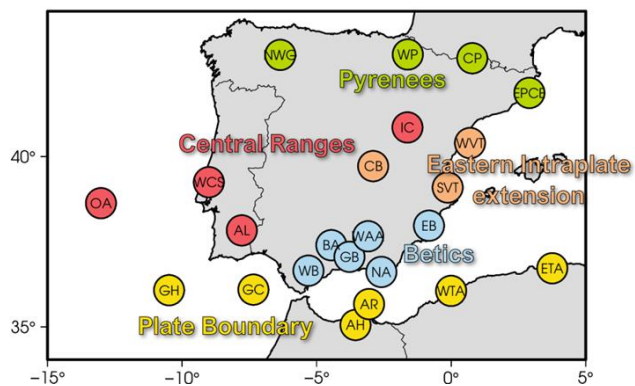 NWG
WP
CP
Pyrenees
EPCB
IC
WVT
Central Ranges
40°
CB
Eastern Intraplate
WCS
SVT
extension
OA
AL
EB
WAA
BA
GB
Betics
WB
NA
ETA
GH
GC
WTA
AR
Plate Boundary
AH
35°
−15°
−10°
−5°
0°
5°